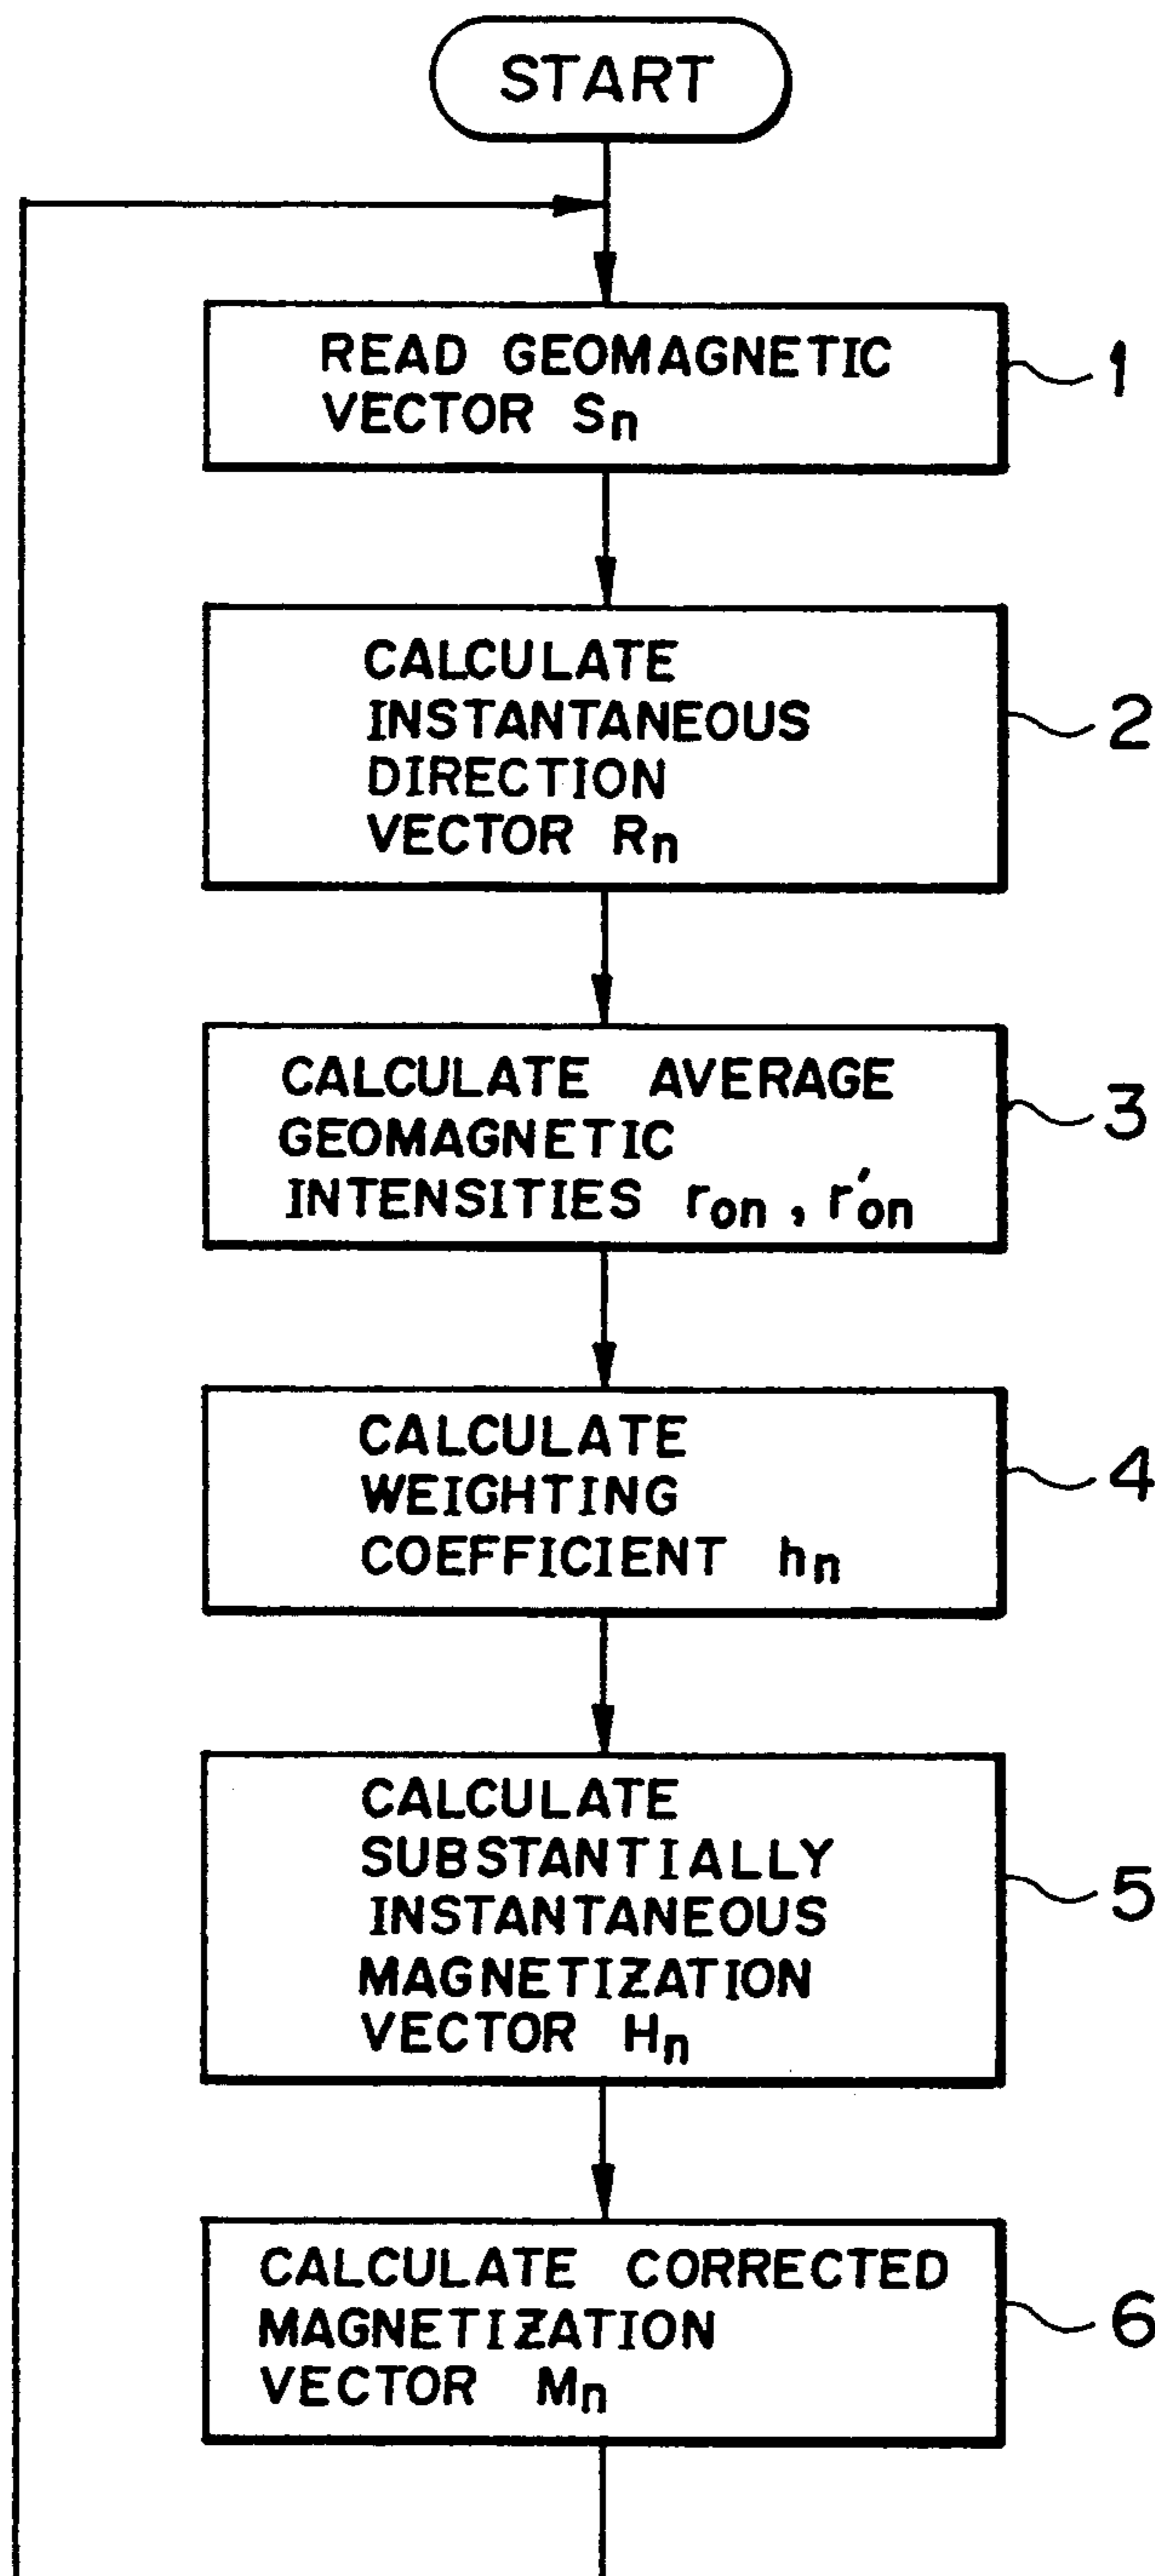 START
READ GEOMAGNETIC
VECTOR Sn
1
CALCULATE
INSTANTANEOUS
DIRECTION
VECTOR Rn
2
CALCULATE AVERAGE
GEOMAGNETIC
INTENSITIES ron, r'on
3
CALCULATE
WEIGHTING
COEFFICIENT hn
4
CALCULATE
SUBSTANTIALLY
INSTANTANEOUS
MAGNETIZATION
VECTOR Hn
5
CALCULATE CORRECTED
MAGNETIZATION
VECTOR Mn
6